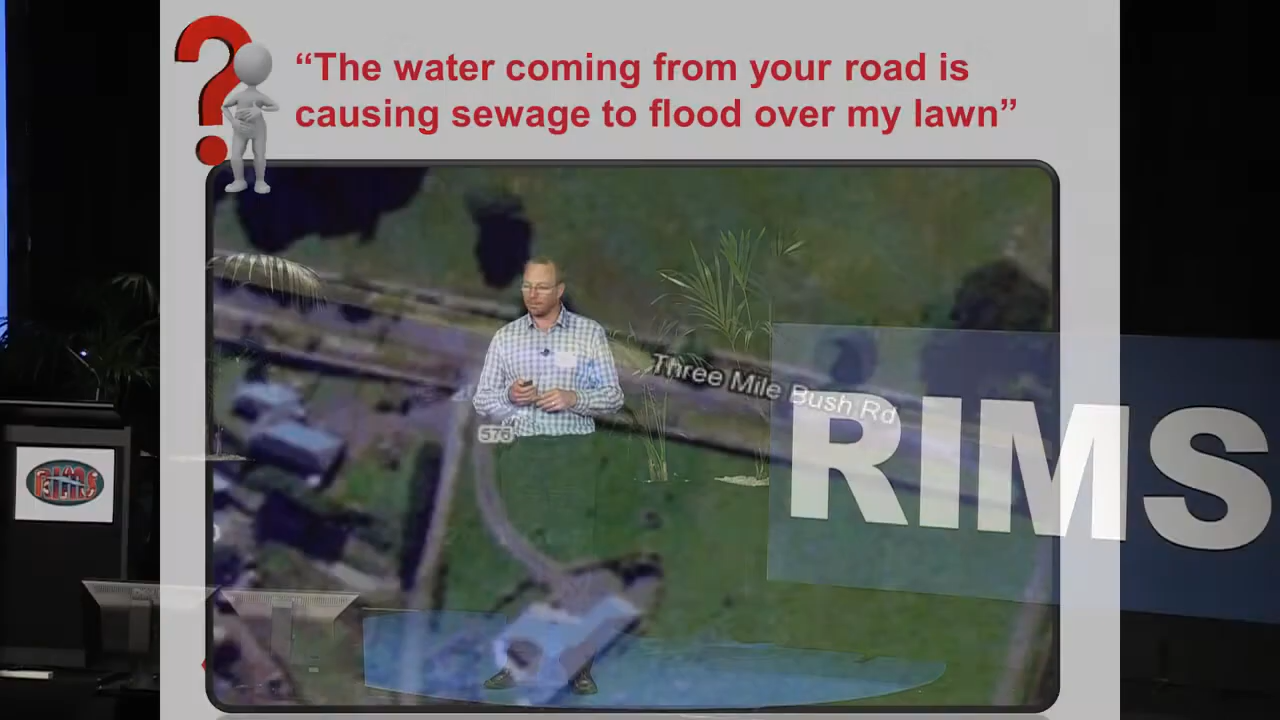 “The water coming from your road is
causing sewage to flood over my lawn”
Three Mile Bush Rd
576
RIMS
RIMS